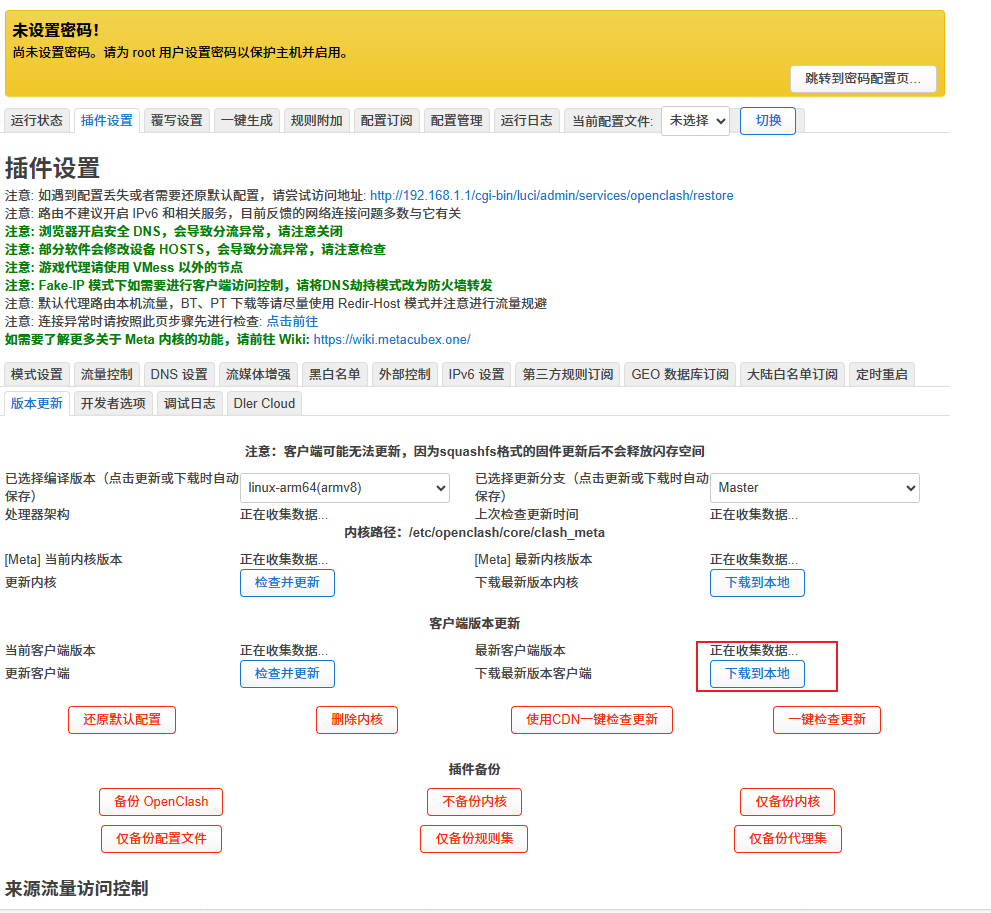 未设置密码！
尚未设置密码。请为 root 用户设置密码以保护主机并启用。
跳转到密码配置页...
运行状态 插件设置 覆写设置 一键生成 规则附加 配置订阅 配置管理 运行日志 当前配置文件: 未选择 切换
插件设置
注意: 如遇到配置丢失或者需要还原默认配置，请尝试访问地址: http://192.168.1.1/cgi-bin/luci/admin/services/openclash/restore
注意: 路由不建议开启 IPv6 和相关服务，目前反馈的网络连接问题多数与它有关
注意: 浏览器开启安全 DNS，会导致分流异常，请注意关闭
注意: 部分软件会修改设备 HOSTS，会导致分流异常，请注意检查
注意: 游戏代理请使用 VMess 以外的节点
注意: Fake-IP 模式下如需要进行客户端访问控制，请将DNS劫持模式改为防火墙转发
注意: 默认代理路由本机流量，BT、PT 下载等请尽量使用 Redir-Host 模式并注意进行流量规避
注意: 连接异常时请按照此页步骤先进行检查: 点击前往
如需要了解更多关于 Meta 内核的功能，请前往 Wiki: https://wiki.metacubex.one/
模式设置 流量控制 DNS 设置 流媒体增强 黑白名单 外部控制 IPv6 设置 第三方规则订阅 GEO 数据库订阅 大陆白名单订阅 定时重启
版本更新 开发者选项 调试日志 Dler Cloud
注意：客户端可能无法更新，因为squashfs格式的固件更新后不会释放闪存空间
已选择编译版本（点击更新或下载时自动保存） linux-arm64(armv8) 已选择更新分支（点击更新或下载时自动保存） Master
处理器架构 正在收集数据... 上次检查更新时间 正在收集数据...
内核路径：/etc/openclash/core/clash_meta
[Meta] 当前内核版本 正在收集数据... [Meta] 最新内核版本 正在收集数据...
更新内核 检查并更新 下载最新版本内核 下载到本地
客户端版本更新
当前客户端版本 正在收集数据... 最新客户端版本 正在收集数据...
更新客户端 检查并更新 下载最新版本客户端 下载到本地
还原默认配置 删除内核 使用CDN一键检查更新 一键检查更新
插件备份
备份 OpenClash 不备份内核 仅备份内核
仅备份配置文件 仅备份规则集 仅备份代理集
来源流量访问控制